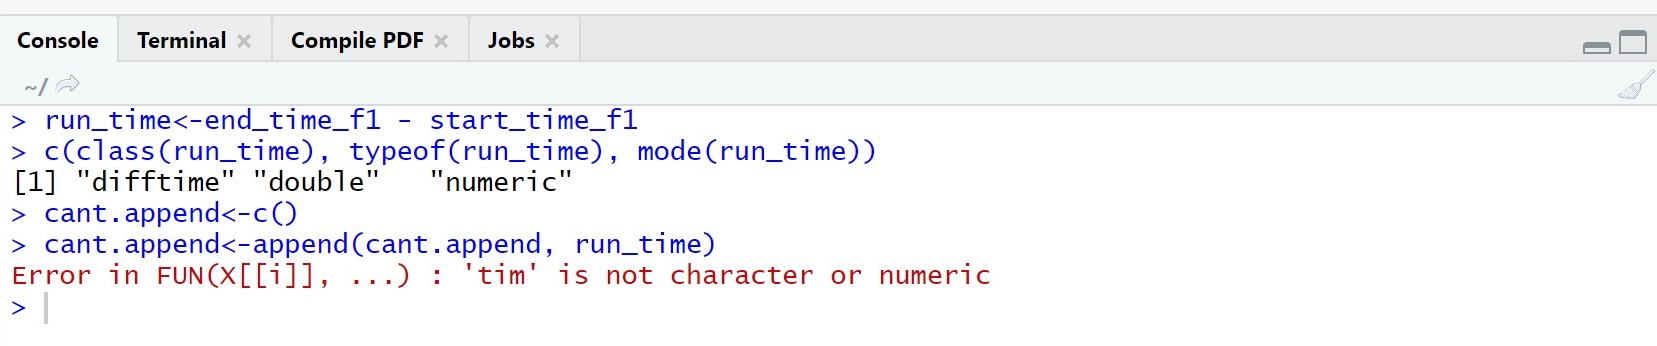 Console Terminal Compile PDF Jobs
~/
> run_time<-end_time_f1 - start_time_f1
> c(class(run_time), typeof(run_time), mode(run_time))
[1] "difftime" "double"   "numeric"
> cant.append<-c()
> cant.append<-append(cant.append, run_time)
Error in FUN(X[[i]], ...) : 'tim' is not character or numeric
>